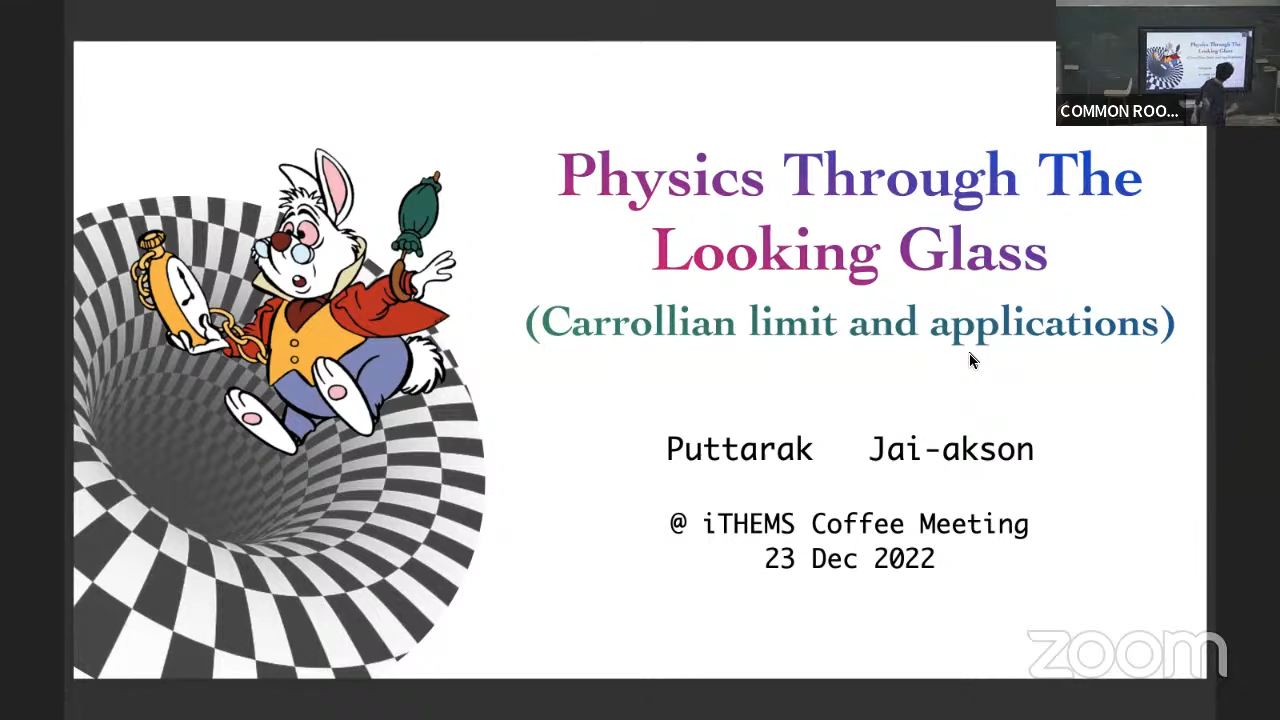 COMMON ROO...
Physics Through The
Looking Glass
(Carrollian limit and applications)
Puttarak Jai-akson
@ iTHEMS Coffee Meeting
23 Dec 2022
zoom